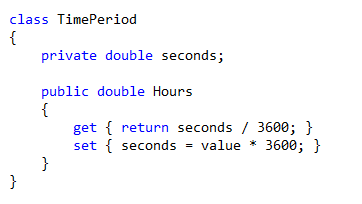 class TimePeriod
{
    private double seconds;

    public double Hours
    {
        get { return seconds / 3600; }
        set { seconds = value * 3600; }
    }
}